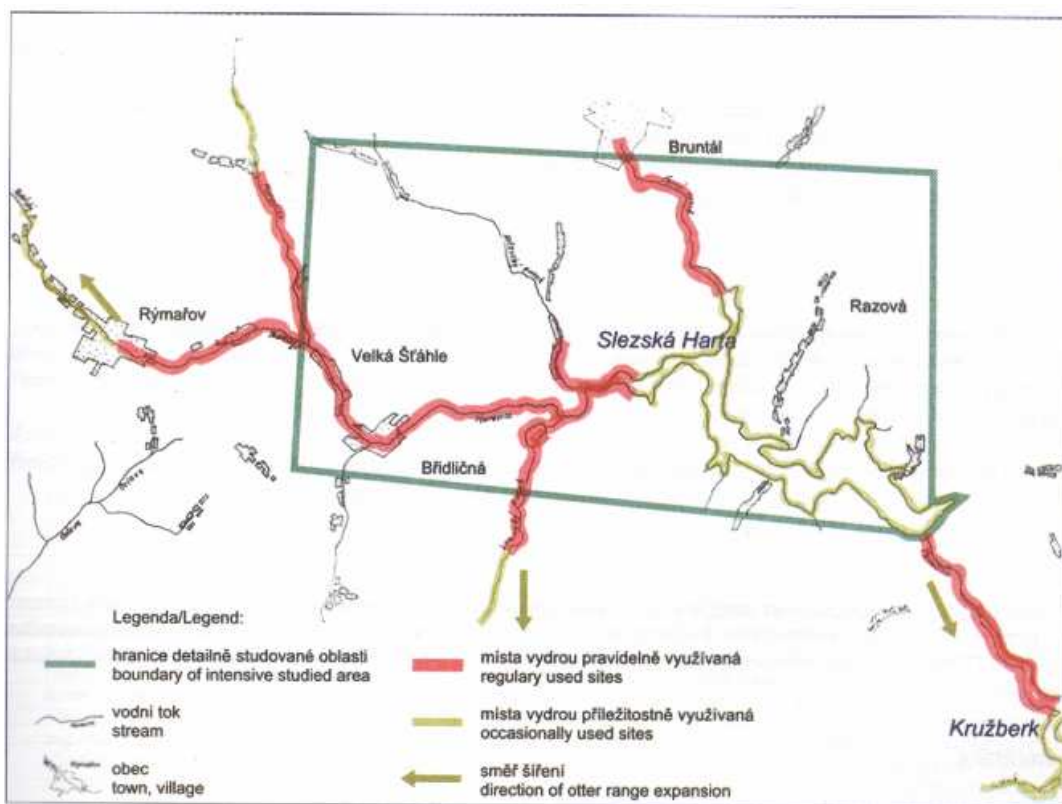 Bruntál
Razová
Slezská Harta
Rýmařov
Velká Šťáhle
Břidličná
Kružberk
Legenda/Legend:
hranice detailně studované oblasti
boundary of intensive studied area
vodní tok
stream
obec
town, village
místa vydrou pravidelně využívaná
regulary used sites
místa vydrou příležitostně využívaná
occasionally used sites
směř šíření
direction of otter range expansion